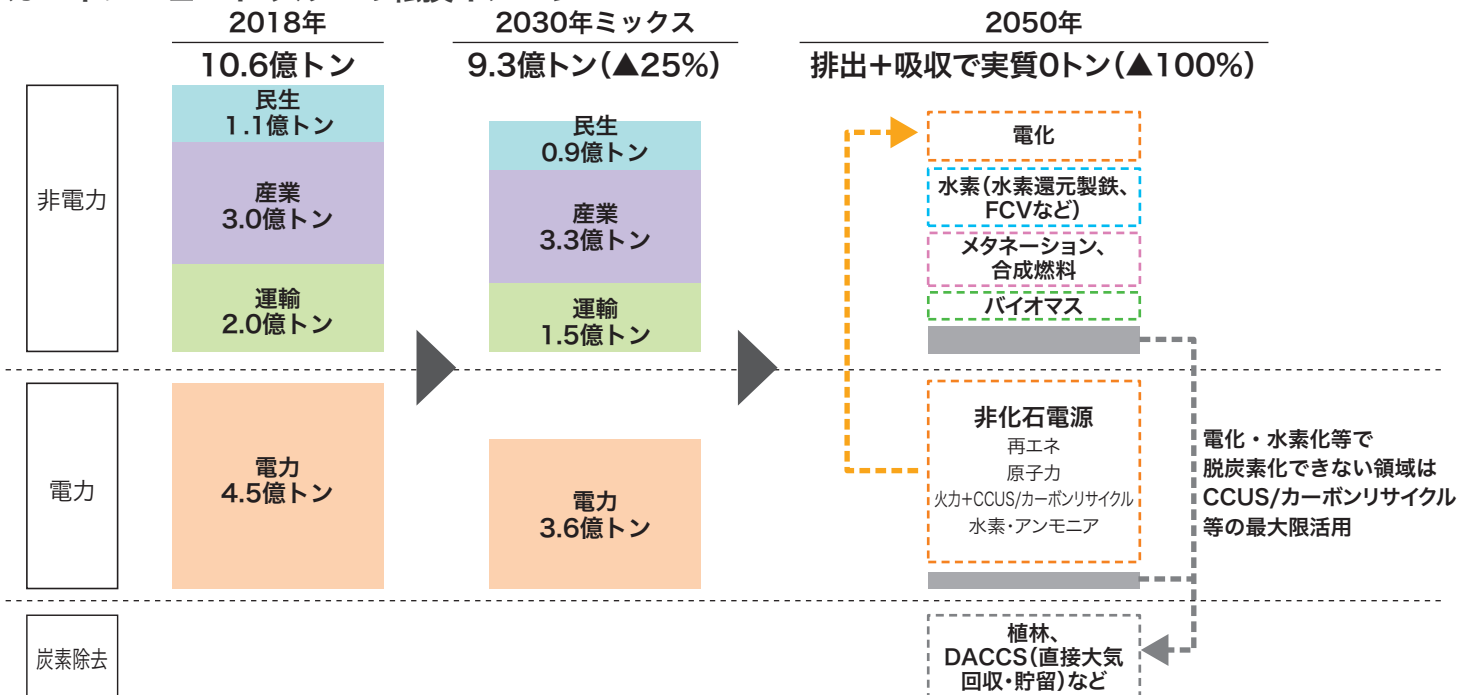 2018年
10.6億トン
2030年ミックス
9.3億トン(▲25%)
2050年
排出+吸収で実質0トン(▲100%)
非電力
民生
1.1億トン
産業
3.0億トン
運輸
2.0億トン
民生
0.9億トン
産業
3.3億トン
運輸
1.5億トン
電化
水素(水素還元製鉄、
FCVなど)
メタネーション、
合成燃料
バイオマス
電力
電力
4.5億トン
電力
3.6億トン
非化石電源
再エネ
原子力
火力+CCUS/カーボンリサイクル
水素・アンモニア
電化・水素化等で
脱炭素化できない領域は
CCUS/カーボンリサイクル
等の最大限活用
炭素除去
植林、
DACCS(直接大気
回収・貯留)など